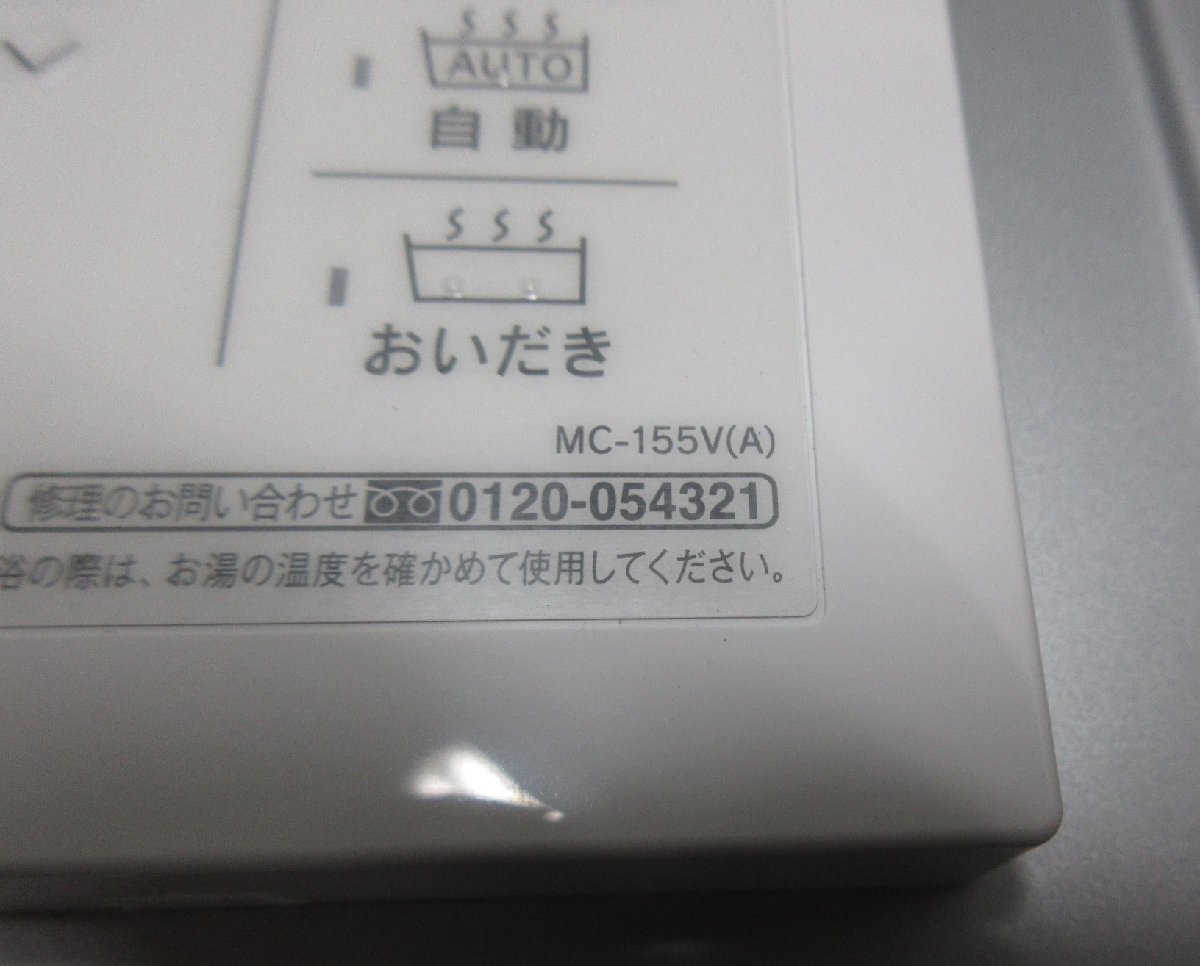 AUTO
自動
おいだき
MC-155V(A)
修理のお問い合わせ 0120-054321
浴の際は、お湯の温度を確かめて使用してください。